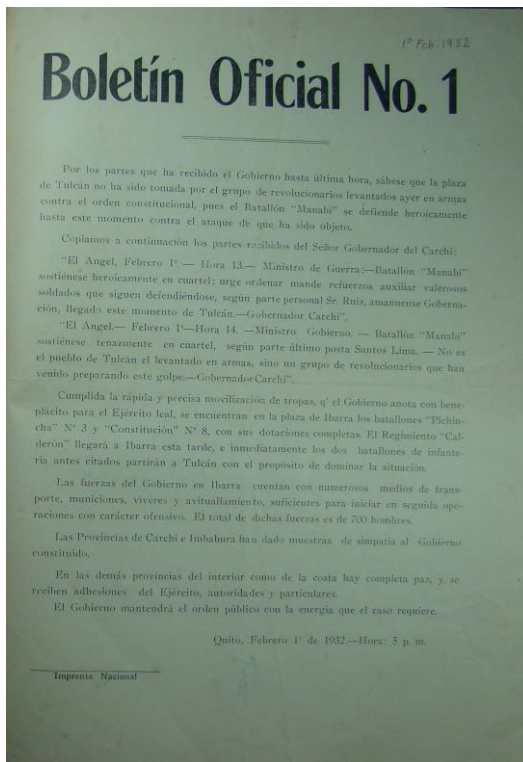 1º Feb 1932
Boletín Oficial No. 1
Por los partes que ha recibido el Gobierno hasta última hora, sábese que la plaza
de Tulcán no ha sido tomada por el grupo de revolucionarios levantados ayer en armas
contra el orden constitucional, pues el Batallón "Manabí" se defiende heroicamente
hasta este momento contra el ataque de que ha sido objeto.
Copiamos a continuación los partes recibidos del Señor Gobernador del Carchi:
"El Angel, Febrero 1º — Hora 13.— Ministro de Guerra:—Batallón "Manabí"
sostiénese heroicamente en cuartel; urge ordenar mande refuerzos auxiliar valerosos
soldados que siguen defendiéndose, según parte personal Sr. Ruiz, amanuense Goberna-
ción, llegado este momento de Tulcán.—Gobernador Carchi".
"El Angel.— Febrero 1º—Hora 14. —Ministro Gobierno. — Batallón "Manabí"
sostiénese tenazmente en cuartel, según parte último posta Santos Lima. — No es
el pueblo de Tulcán el levantado en armas, sino un grupo de revolucionarios que han
venido preparando este golpe.—Gobernador Carchi".
Cumplida la rápida y precisa movilización de tropas, q' el Gobierno anota con bene-
plácito para el Ejército leal, se encuentran en la plaza de Ibarra los batallones "Pichin-
cha" Nº 3 y "Constitución" Nº 8, con sus dotaciones completas. El Regimiento "Cal-
derón" llegará a Ibarra esta tarde, e inmediatamente los dos batallones de infante-
ría antes citados partirán a Tulcán con el propósito de dominar la situación.
Las fuerzas del Gobierno en Ibarra cuentan con numerosos medios de trans-
porte, municiones, víveres y avituallamiento, suficientes para iniciar en seguida ope-
raciones con carácter ofensivo. El total de dichas fuerzas es de 700 hombres.
Las Provincias de Carchi e Imbabura han dado muestras de simpatía al Gobierno
constituido.
En las demás provincias del interior como de la costa hay completa paz, y se
reciben adhesiones del Ejército, autoridades y particulares.
El Gobierno mantendrá el orden público con la energía que el caso requiere.
Quito, Febrero 1º de 1932.—Hora: 5 p. m.
Imprenta Nacional